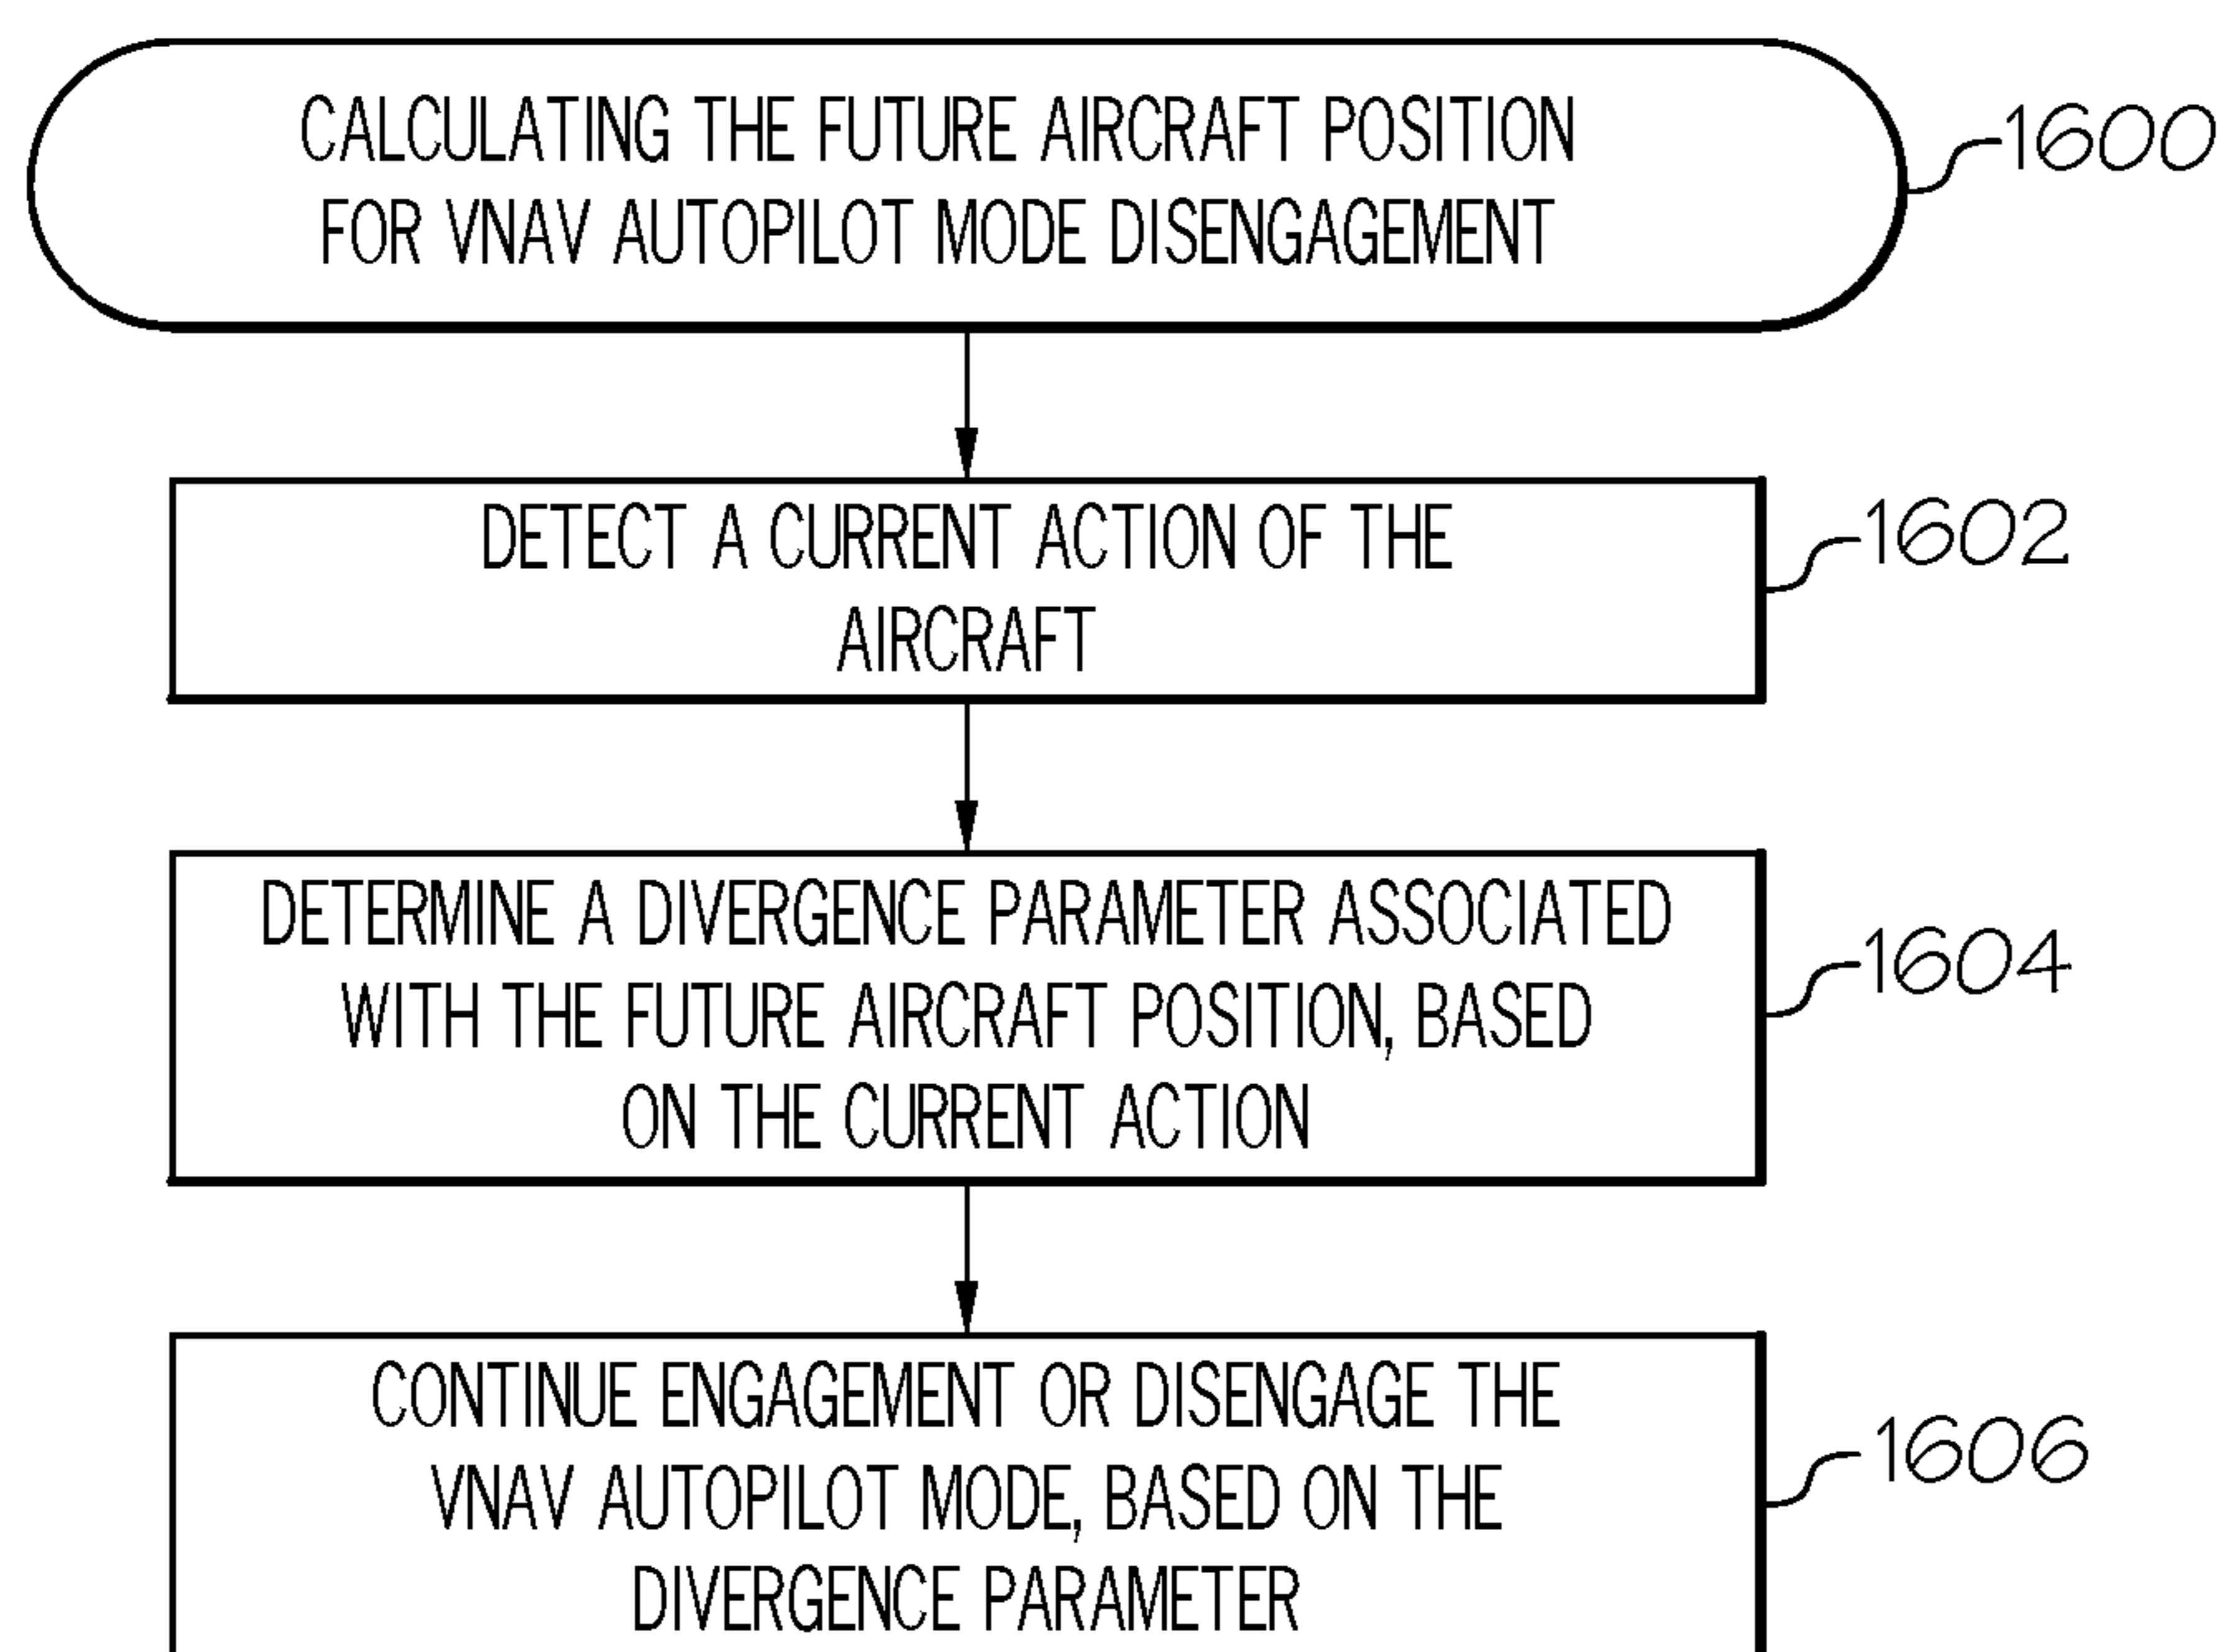 CALCULATING THE FUTURE AIRCRAFT POSITION
FOR VNAV AUTOPILOT MODE DISENGAGEMENT
1600
DETECT A CURRENT ACTION OF THE
AIRCRAFT
1602
DETERMINE A DIVERGENCE PARAMETER ASSOCIATED
WITH THE FUTURE AIRCRAFT POSITION, BASED
ON THE CURRENT ACTION
1604
CONTINUE ENGAGEMENT OR DISENGAGE THE
VNAV AUTOPILOT MODE, BASED ON THE
DIVERGENCE PARAMETER
1606